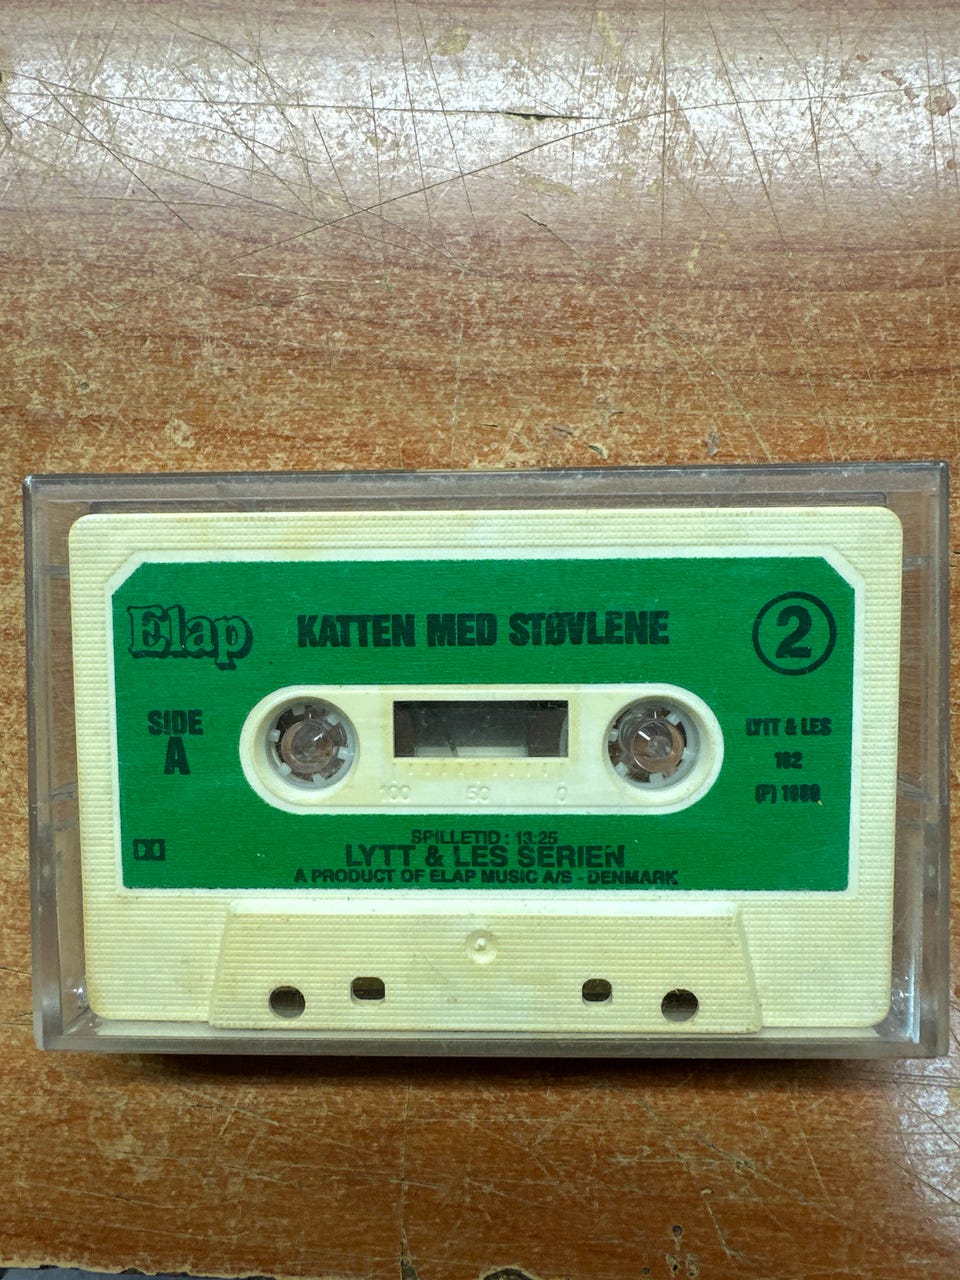 Elap
KATTEN MED STØVLENE
2
SIDE
A
LYTT & LES
102
100 50 0
SPILLETID: 13:25
LYTT & LES SERIEN
A PRODUCT OF ELAP MUSIC A/S - DENMARK